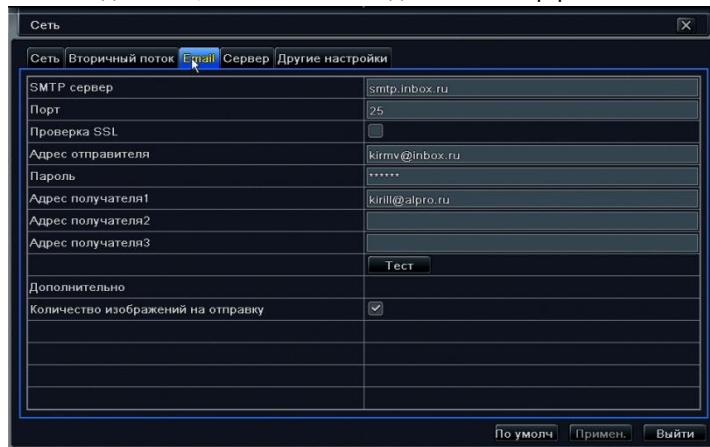 Сеть
Сеть Вторичный поток Email Сервер Другие настройки
SMTP сервер smtp.inbox.ru
Порт 25
Проверка SSL
Адрес отправителя kirmv@inbox.ru
Пароль ******
Адрес получателя1 kirill@alpro.ru
Адрес получателя2
Адрес получателя3
Тест
Дополнительно
Количество изображений на отправку
По умолч Примен. Выйти